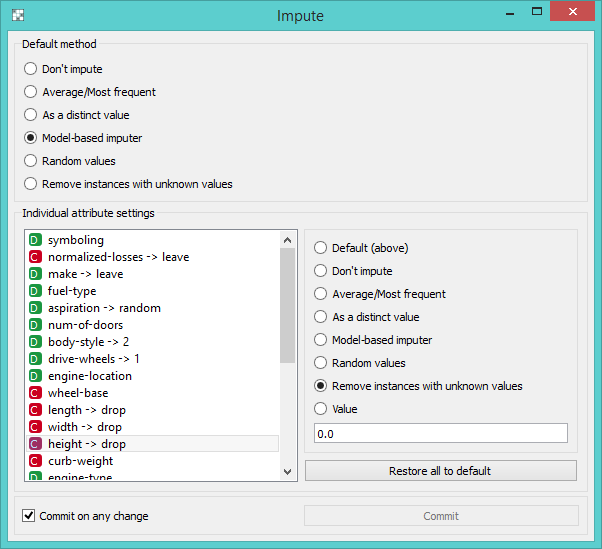 Impute
Default method
Don't impute
Average/Most frequent
As a distinct value
Model-based imputer
Random values
Remove instances with unknown values
Individual attribute settings
D symboling
C normalized-losses -> leave
D make -> leave
D fuel-type
D aspiration -> random
D num-of-doors
D body-style -> 2
D drive-wheels -> 1
D engine-location
C wheel-base
C length -> drop
C width -> drop
C height -> drop
C curb-weight
D engine-type
Default (above)
Don't impute
Average/Most frequent
As a distinct value
Model-based imputer
Random values
Remove instances with unknown values
Value
0.0
Restore all to default
Commit on any change
Commit